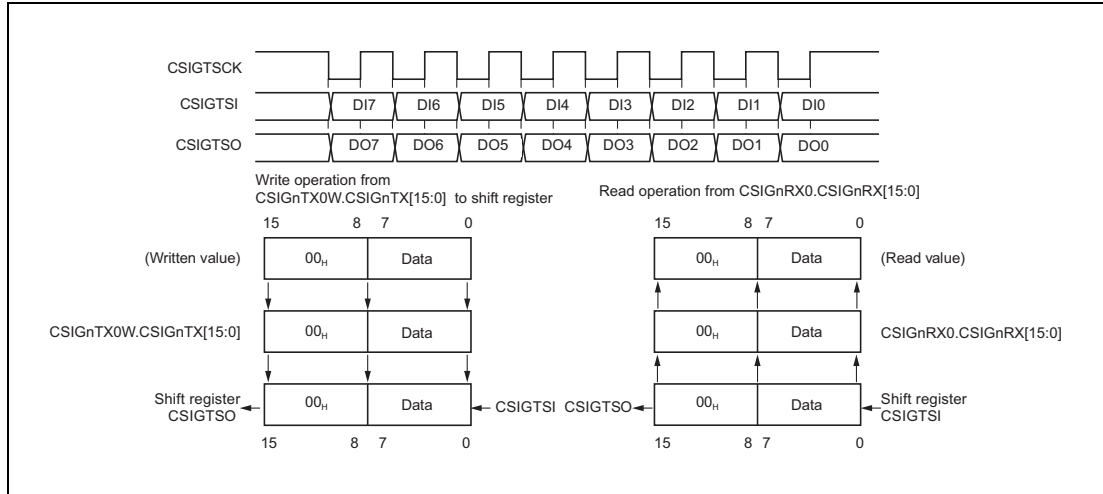 CSIGTSCK
CSIGTSI DI7 DI6 DI5 DI4 DI3 DI2 DI1 DI0
CSIGTSO DO7 DO6 DO5 DO4 DO3 DO2 DO1 DO0
Write operation from
CSIGnTX0W.CSIGnTX[15:0] to shift register
15 8 7 0
(Written value) 00H Data
CSIGnTX0W.CSIGnTX[15:0] 00H Data
Shift register
CSIGTSO 00H Data CSIGTSI
15 8 7 0
Read operation from CSIGnRX0.CSIGnRX[15:0]
15 8 7 0
00H Data (Read value)
00H Data CSIGnRX0.CSIGnRX[15:0]
CSIGTSO 00H Data Shift register
CSIGTSI
15 8 7 0